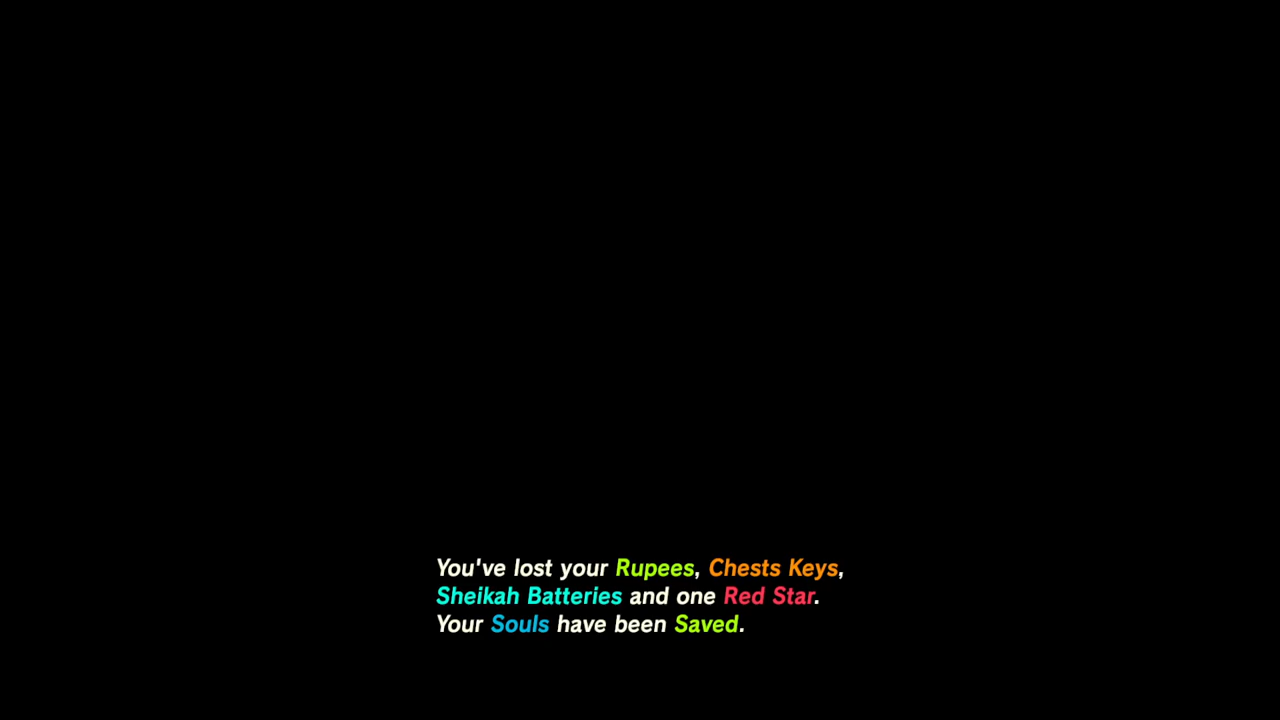 You've lost your Rupees, Chests Keys,
Sheikah Batteries and one Red Star.
Your Souls have been Saved.